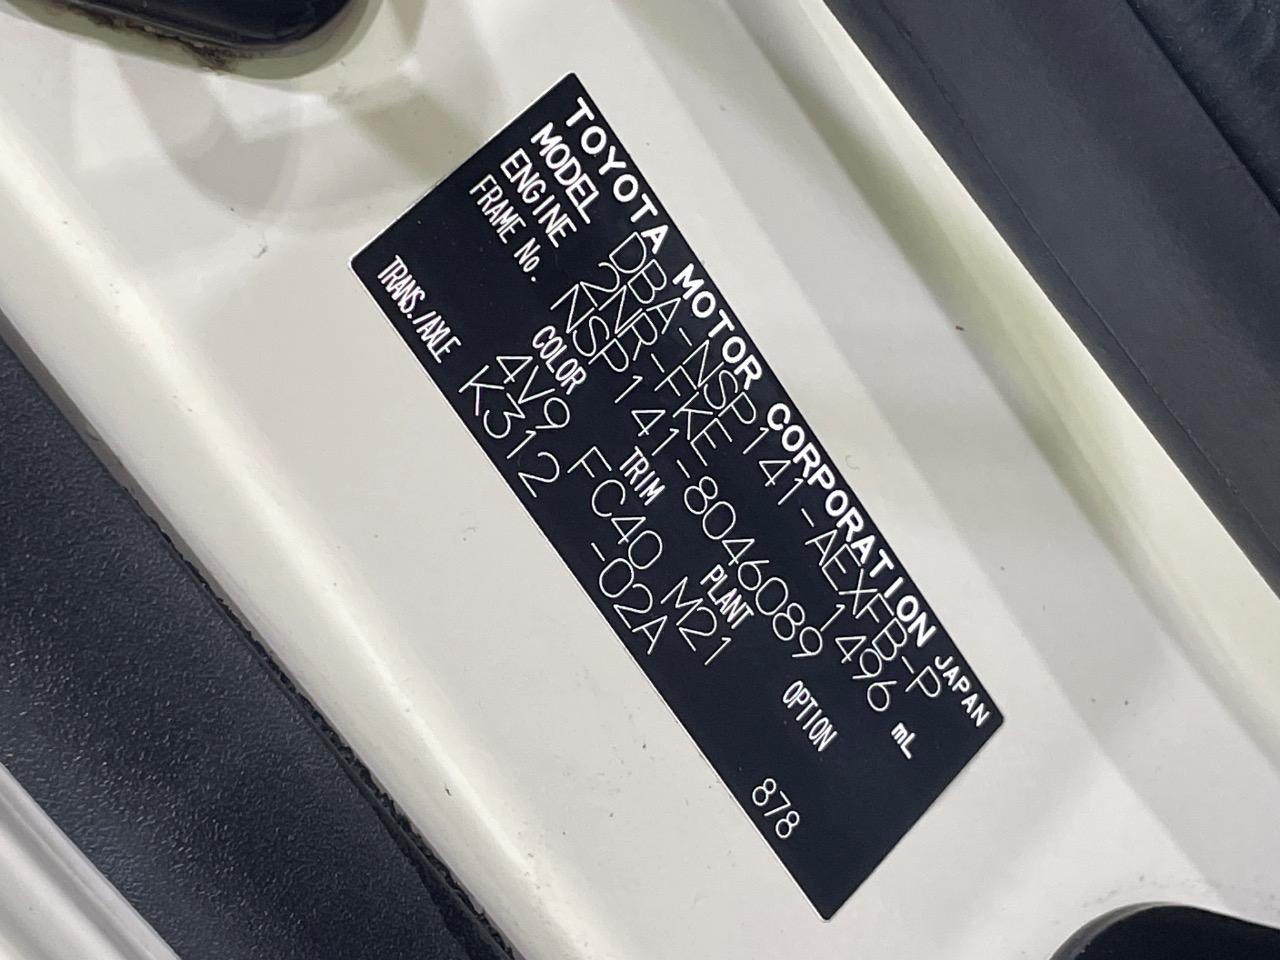 TOYOTA MOTOR CORPORATION JAPAN
MODEL DBA-NSP141-AEXFB-P
ENGINE 2NR-FKE 1496 mL
FRAME No. NSP141-8046089
COLOR TRIM PLANT OPTION
4V9 FC40 M21
TRANS./AXLE K312 -02A
878